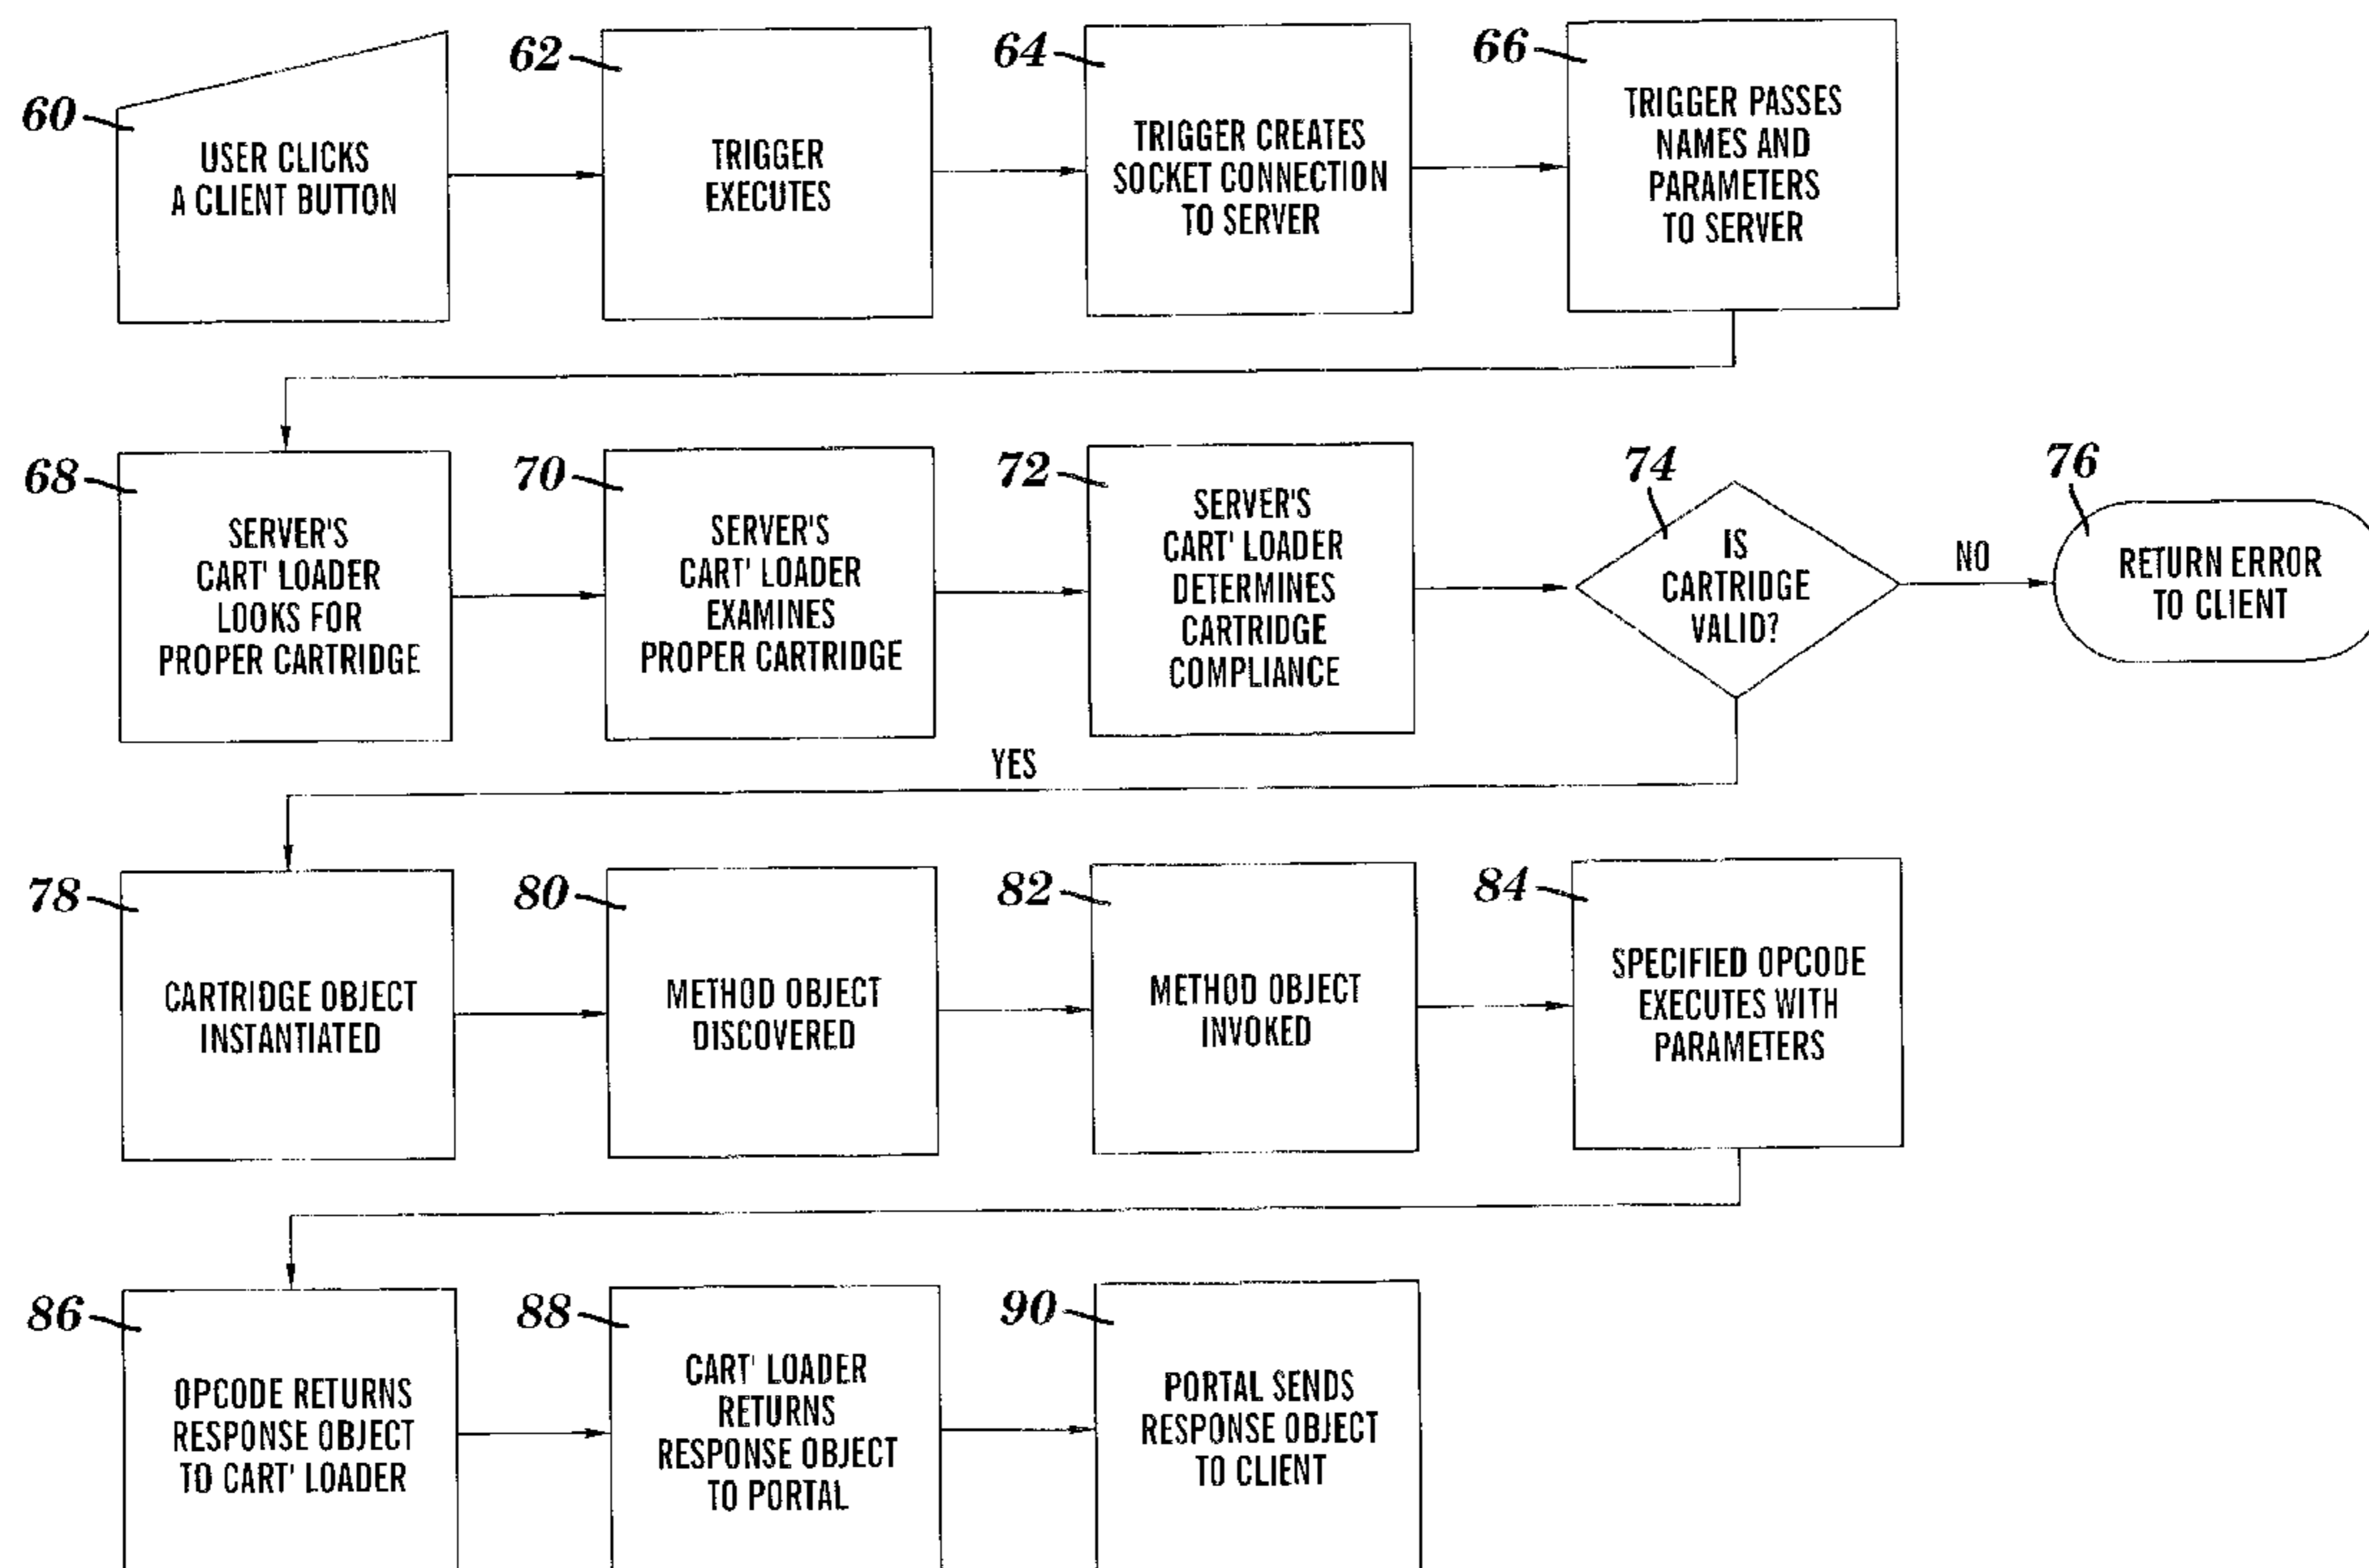 60
USER CLICKS
A CLIENT BUTTON
62
TRIGGER
EXECUTES
64
TRIGGER CREATES
SOCKET CONNECTION
TO SERVER
66
TRIGGER PASSES
NAMES AND
PARAMETERS
TO SERVER
68
SERVER'S
CART' LOADER
LOOKS FOR
PROPER CARTRIDGE
70
SERVER'S
CART' LOADER
EXAMINES
PROPER CARTRIDGE
72
SERVER'S
CART' LOADER
DETERMINES
CARTRIDGE
COMPLIANCE
74
IS
CARTRIDGE
VALID?
NO
76
RETURN ERROR
TO CLIENT
YES
78
CARTRIDGE OBJECT
INSTANTIATED
80
METHOD OBJECT
DISCOVERED
82
METHOD OBJECT
INVOKED
84
SPECIFIED OPCODE
EXECUTES WITH
PARAMETERS
86
OPCODE RETURNS
RESPONSE OBJECT
TO CART' LOADER
88
CART' LOADER
RETURNS
RESPONSE OBJECT
TO PORTAL
90
PORTAL SENDS
RESPONSE OBJECT
TO CLIENT